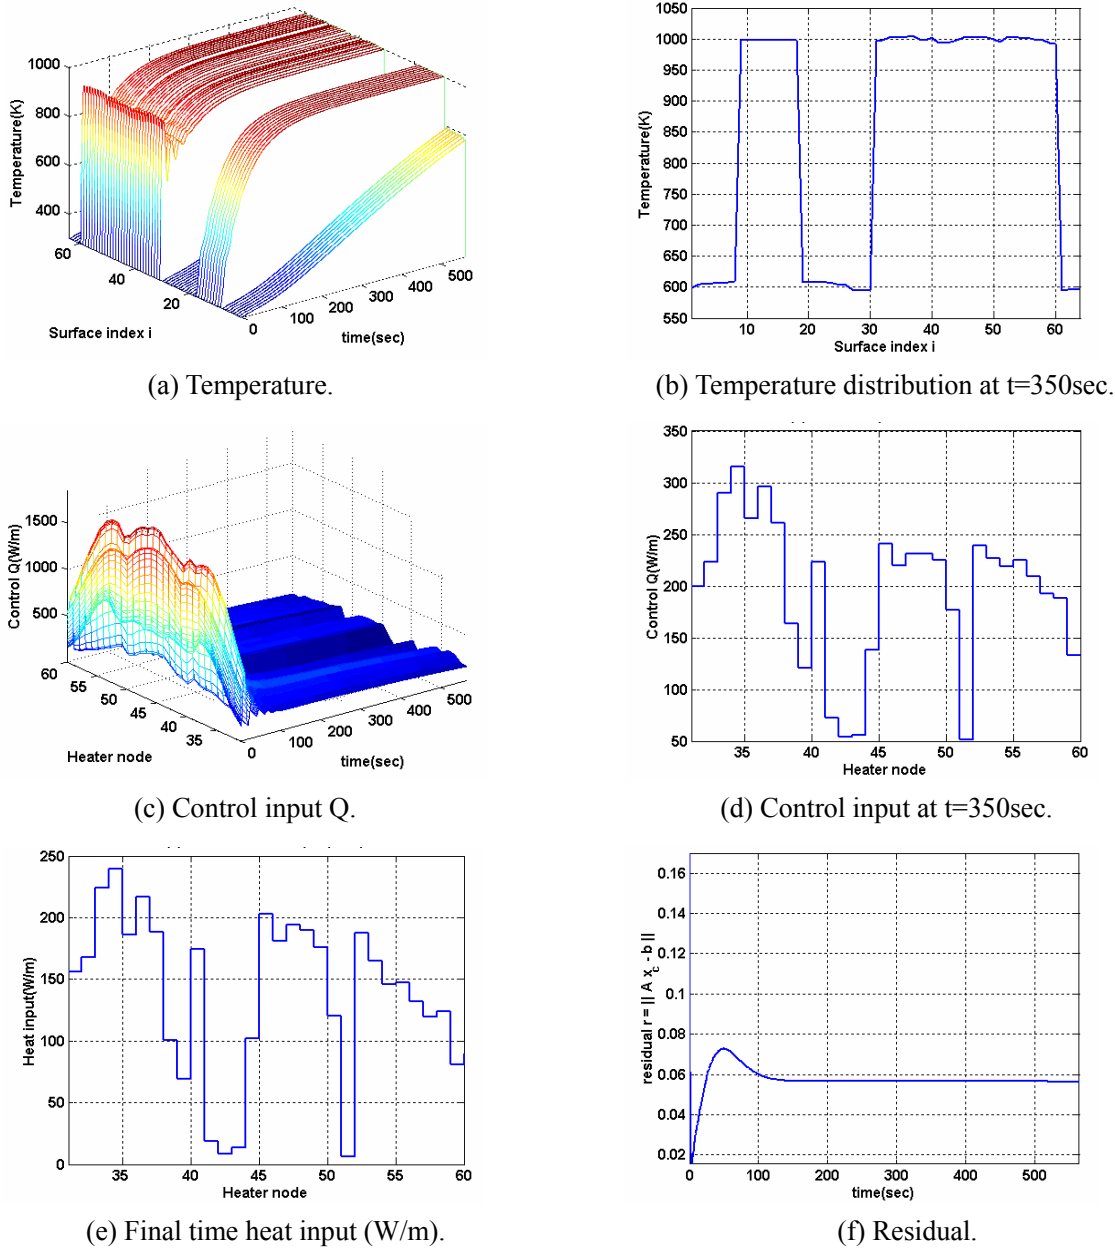 1000
800
600
400
Temperature(K)
60
40
20
Surface index i
0
100
200
300
400
500
time(sec)
(a) Temperature.
1050
1000
950
900
850
800
750
700
650
600
550
Temperature(K)
10 20 30 40 50 60
Surface index i
(b) Temperature distribution at t=350sec.
1500
1000
500
Control Q(W/m)
60
55
50
45
40
35
Heater node
0
100
200
300
400
500
time(sec)
(c) Control input Q.
350
300
250
200
150
100
50
Control Q(W/m)
35 40 45 50 55 60
Heater node
(d) Control input at t=350sec.
250
200
150
100
50
0
Heat input(W/m)
35 40 45 50 55 60
Heater node
(e) Final time heat input (W/m).
0.16
0.14
0.12
0.1
0.08
0.06
0.04
0.02
residual r = || A x_c - b ||
0 100 200 300 400 500
time(sec)
(f) Residual.